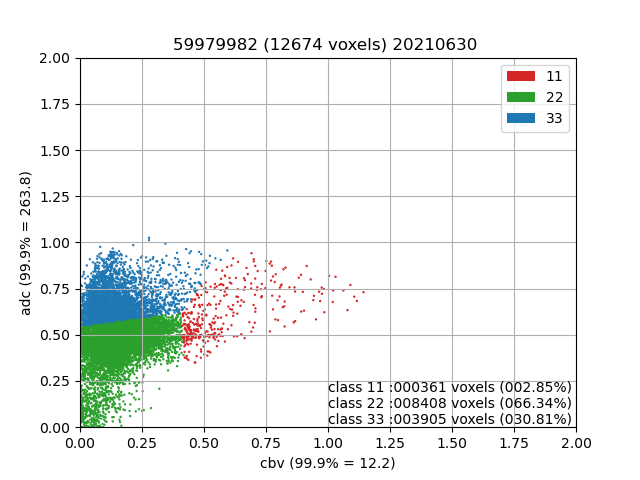 59979982 (12674 voxels) 20210630
2.00
1.75
1.50
1.25
1.00
0.75
0.50
0.25
0.00
adc (99.9% = 263.8)
11
22
33
class 11 :000361 voxels (002.85%)
class 22 :008408 voxels (066.34%)
class 33 :003905 voxels (030.81%)
0.00 0.25 0.50 0.75 1.00 1.25 1.50 1.75 2.00
cbv (99.9% = 12.2)